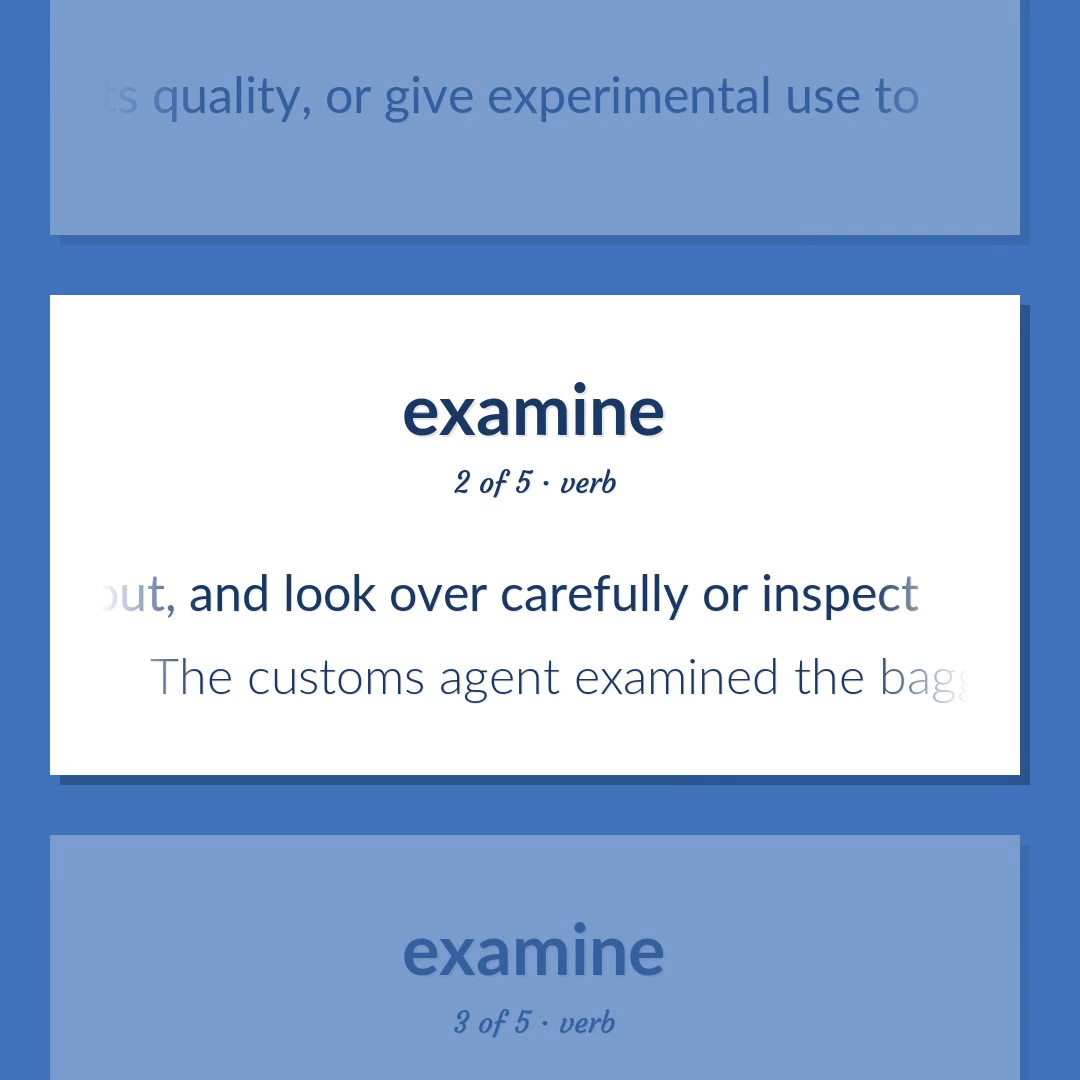 quality, or give experimental use to
examine
2 of 5 · verb
and look over carefully or inspect
The customs agent examined the
examine
3 of 5 · verb